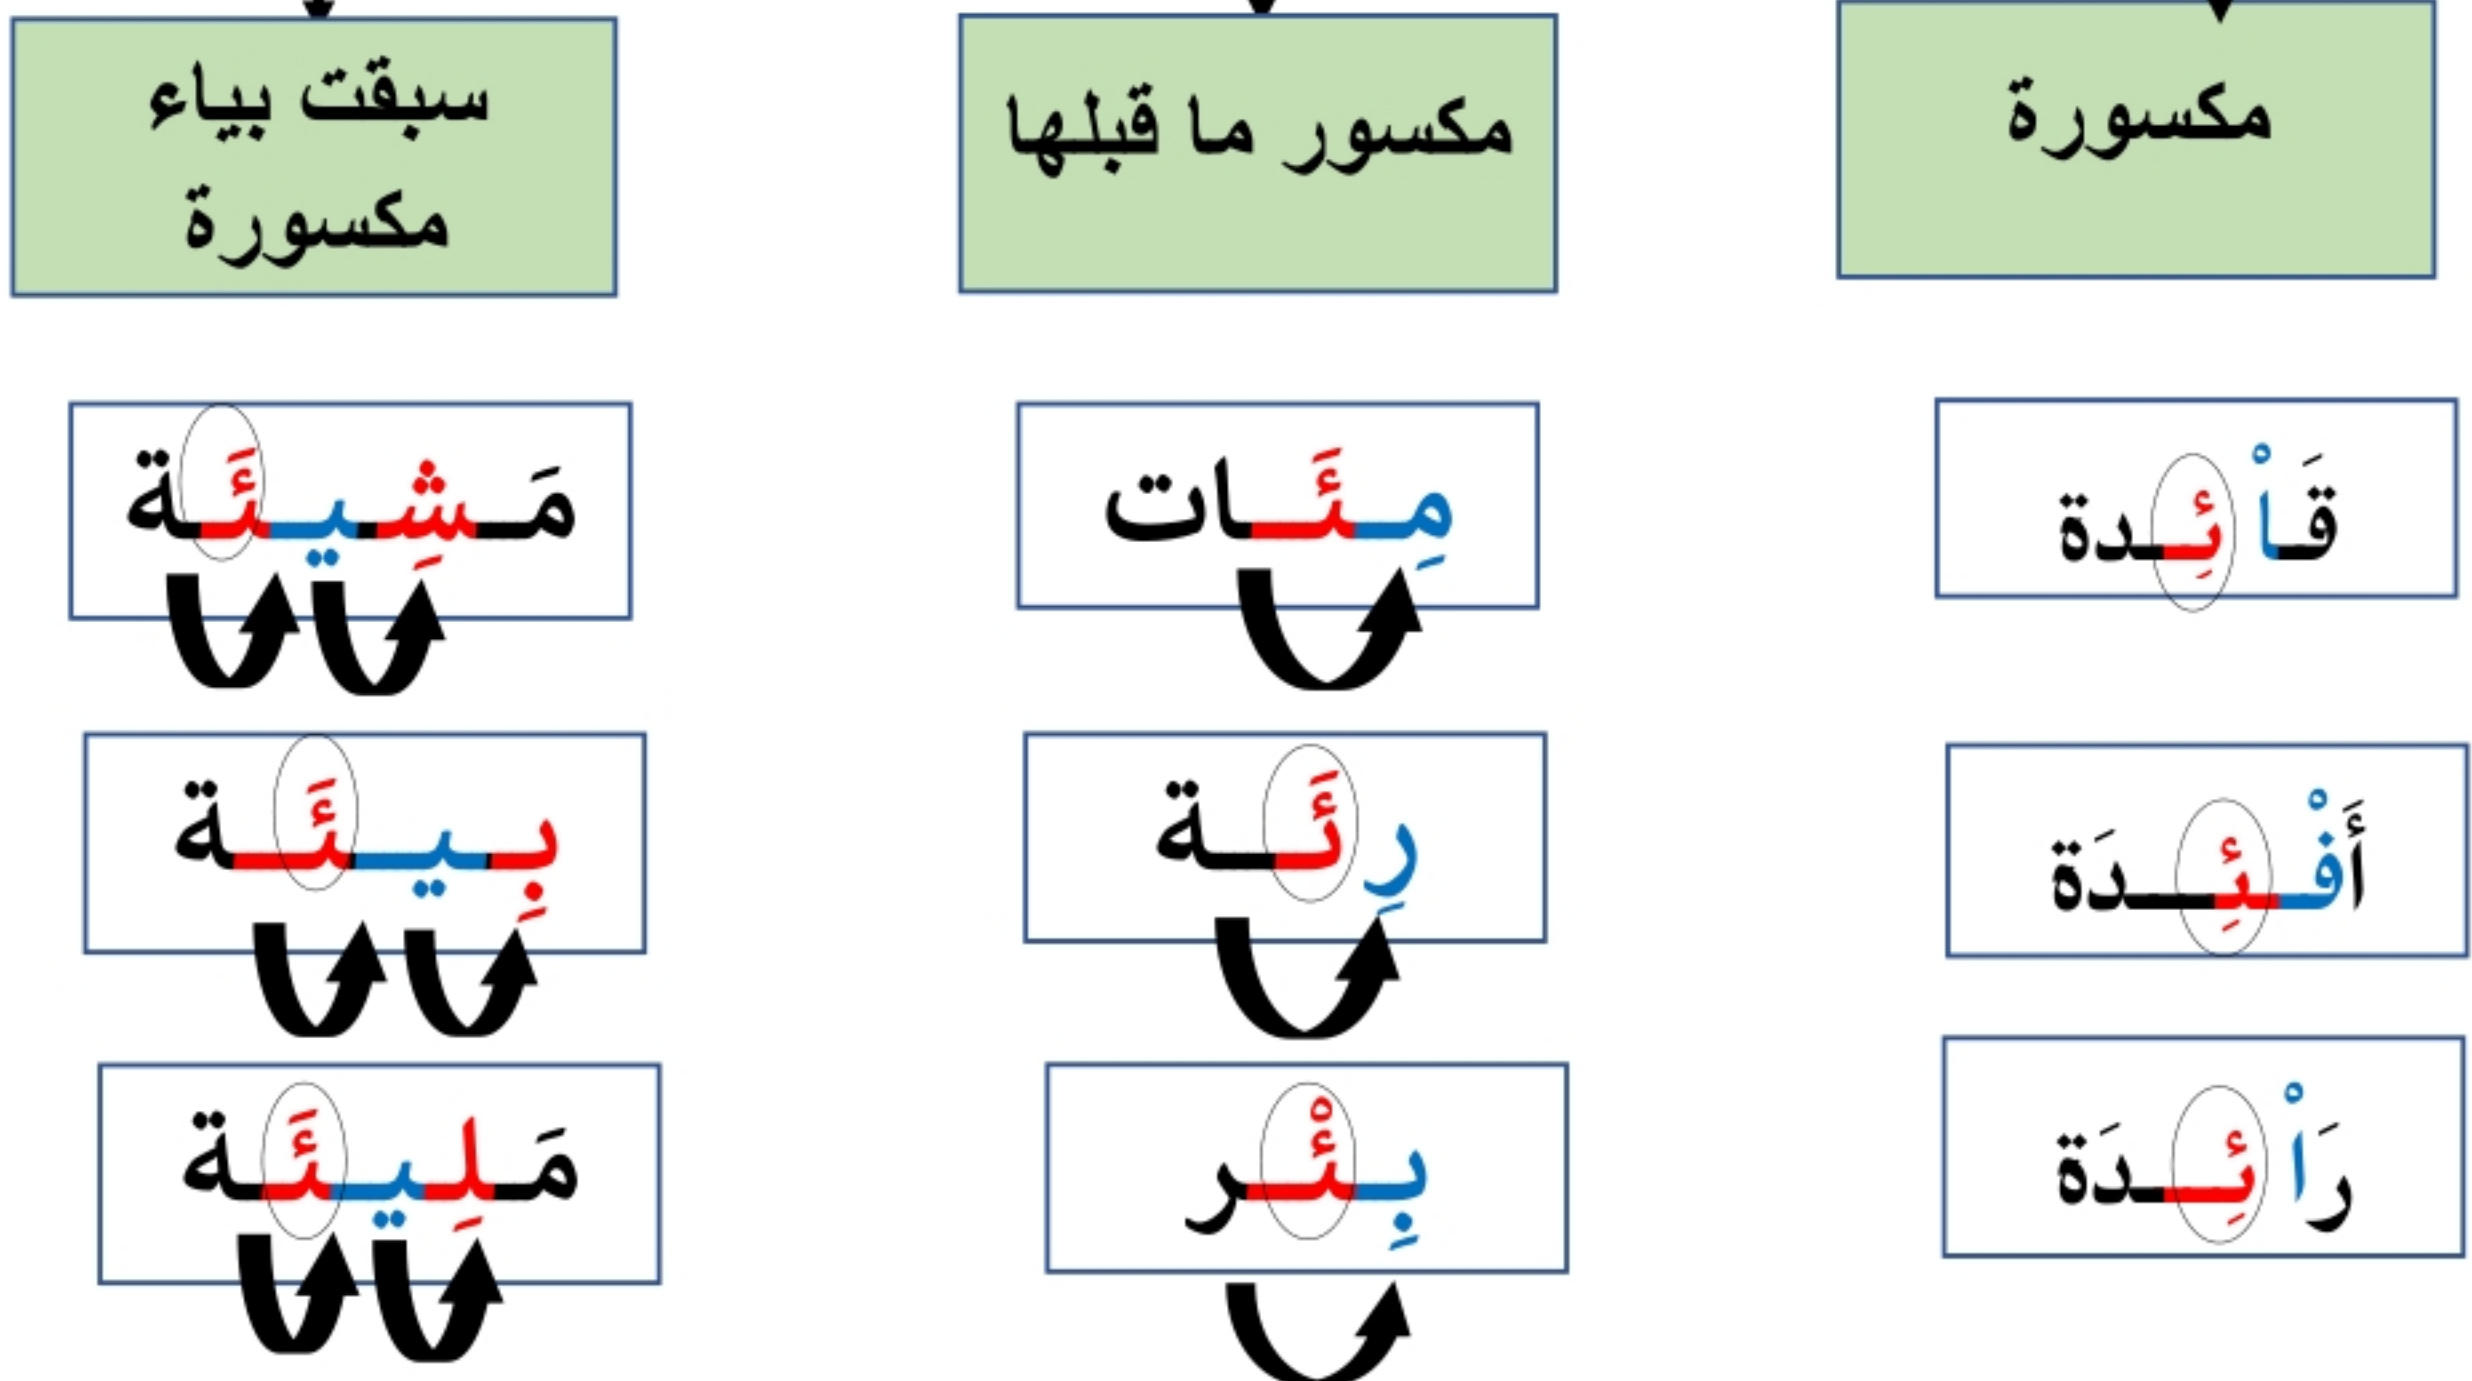 مكسورة
مكسور ما قبلها
سبقت بياء
مكسورة
قَاْئِدة
مِئَات
مَشِيئَة
أَفْئِدَة
رِئَة
بِيئَة
رَاْئِدَة
بِئْر
مَلِيئَة